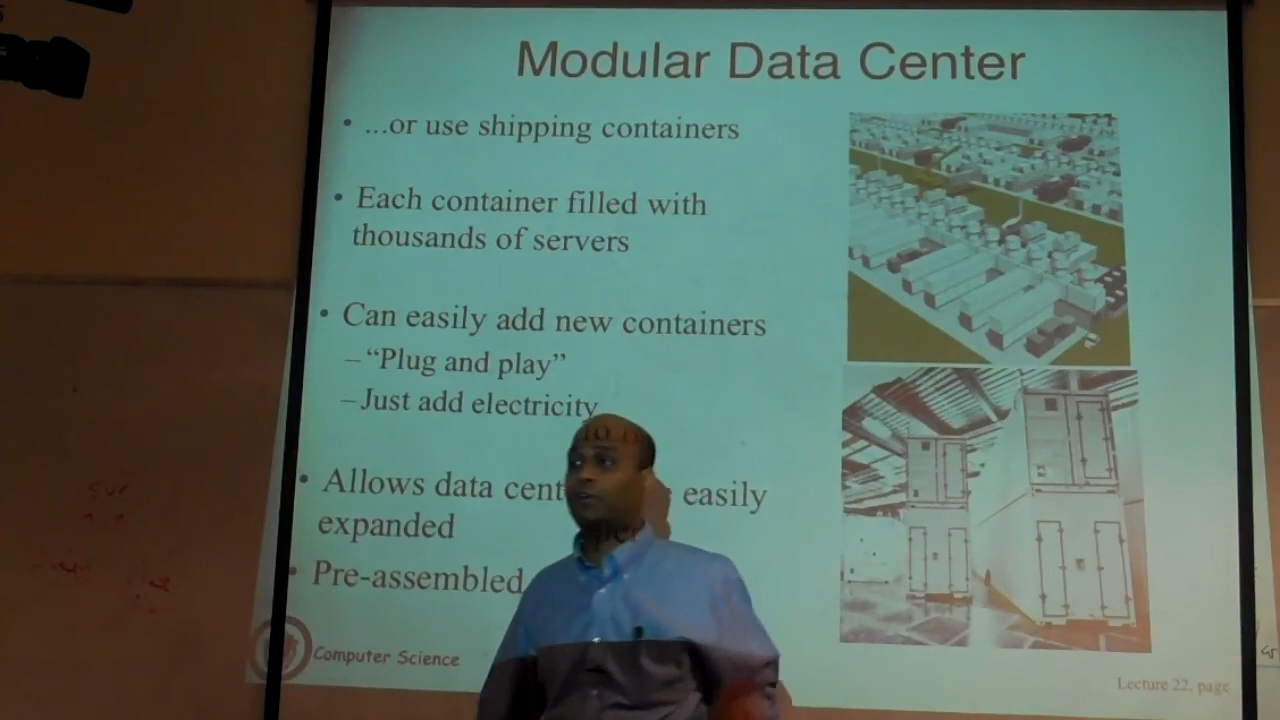 Modular Data Center
• ...or use shipping containers
• Each container filled with
thousands of servers
• Can easily add new containers
– “Plug and play”
– Just add electricity
• Allows data cent easily
expanded
• Pre-assembled
Computer Science
Lecture 22, page